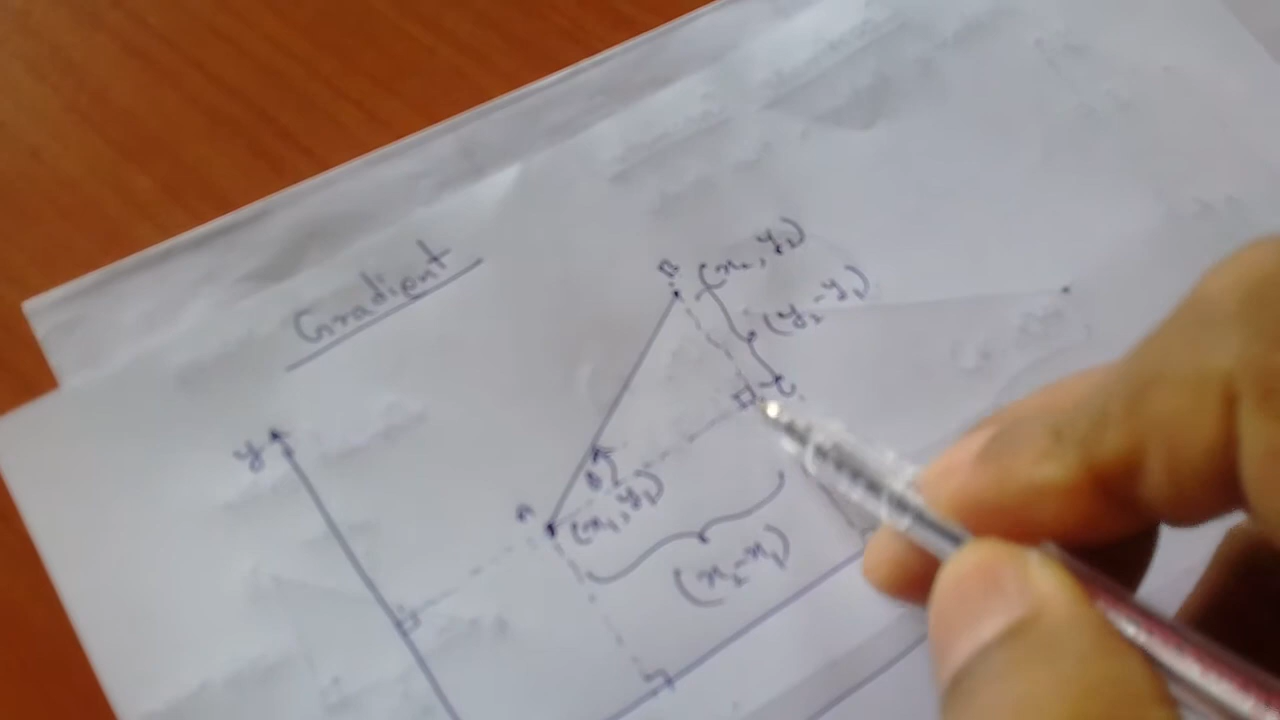 Gradient
B (x₂, y₂)
(y₂-y₁)
C
y
θ
A (x₁, y₁)
(x₂-x₁)